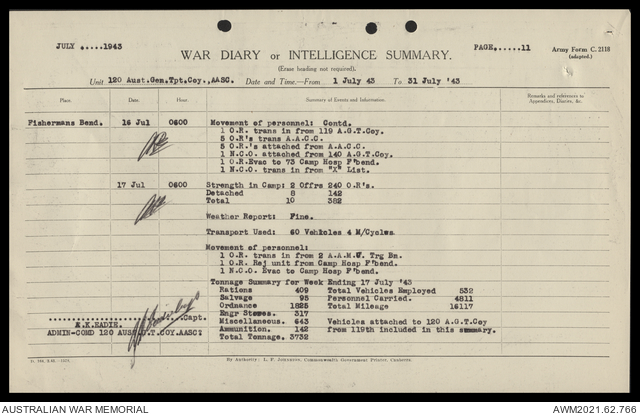 JULY .....1943
WAR DIARY or INTELLIGENCE SUMMARY.
PAGE.....11
Army Form C. 2118
(adapted.)
(Erase heading not required).
Unit 120 Aust.Gen.Tpt.Coy.,AASC. Date and Time.—From 1 July 43 To 31 July '43
Place. Date. Hour. Summary of Events and Information. Remarks and references to Appendices, Diaries, &c.
Fishermans Bend. 16 Jul 0600 Movement of personnel: Contd.
1 O.R. trans in from 119 A.G.T.Coy.
5 O.R's trans A.A.C.C.
5 O.R.'s attached from A.A.C.C.
1 N.C.O. attached from 140 A.G.T.Coy.
1 O.R.Evac to 73 Camp Hosp F'bend.
1 N.C.O. trans in from "X" List.
17 Jul 0600 Strength in Camp: 2 Offrs 240 O.R's.
Detached 8 142
Total 10 382
Weather Report: Fine.
Transport Used: 60 Vehicles 4 M/Cycles.
Movement of personnel:
1 O.R. trans in from 2 A.A.M.W. Trg Bn.
1 O.R. Rej unit from Camp Hosp F'bend.
1 N.C.O. Evac to Camp Hosp F'bend.
Tonnage Summary for Week Ending 17 July '43
Rations 409 Total Vehicles Employed 532
Salvage 95 Personnel Carried. 4811
Ordnance 1825 Total Mileage 16117
Engr Stores. 317
Miscellaneous. 643 Vehicles attached to 120 A.G.T.Coy
Ammunition. 142 from 119th included in this summary.
Total Tonnage. 3732
Capt.
K.K.EADIE.
ADMIN-COMD 120 AUST.G.T.COY.AASC:
By Authority: L. F. Johnston, Commonwealth Government Printer, Canberra
AUSTRALIAN WAR MEMORIAL
AWM2021.62.766